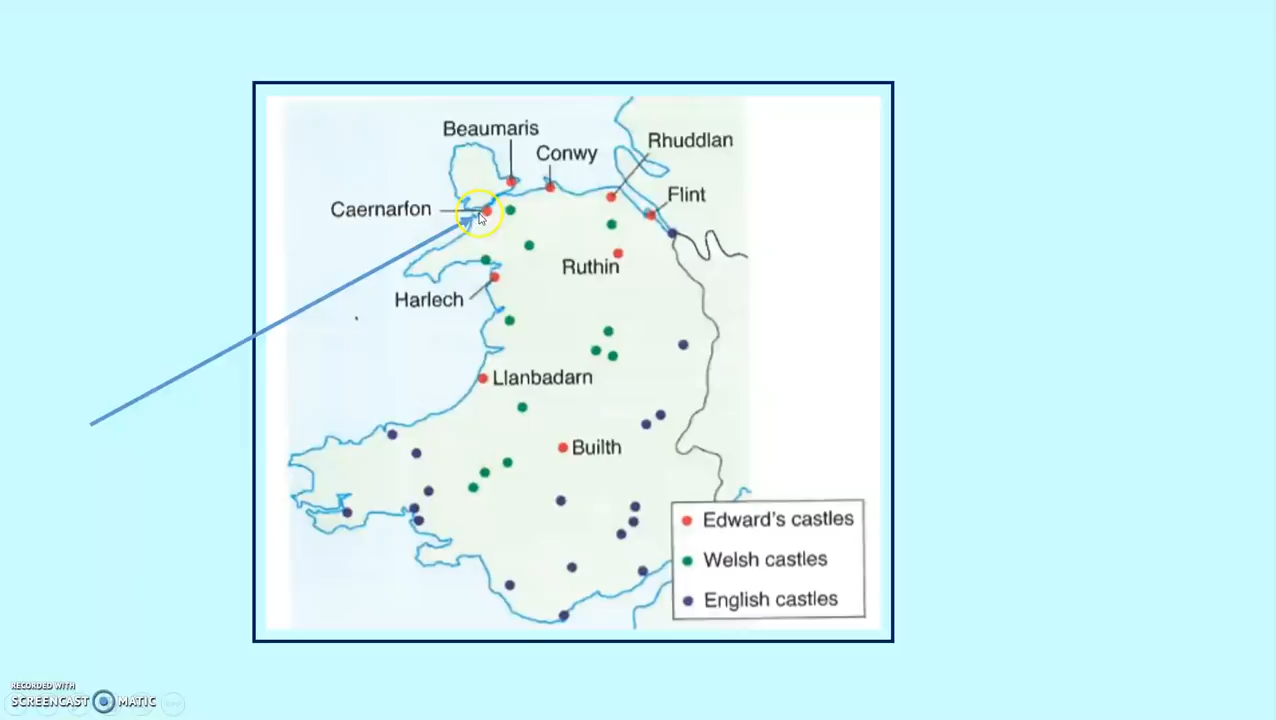 Beaumaris
Conwy
Rhuddlan
Caernarfon
Flint
Ruthin
Harlech
Llanbadarn
Builth
Edward's castles
Welsh castles
English castles
RECORDED WITH
SCREENCAST MATIC